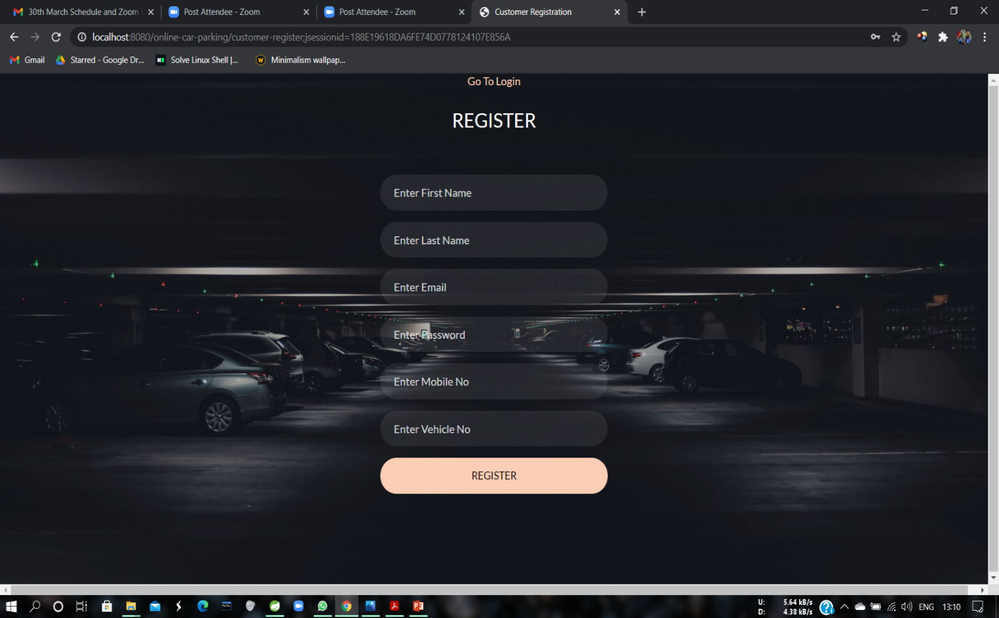 30th March Schedule and Zoom
Post Attendee - Zoom
Post Attendee - Zoom
Customer Registration
localhost:8080/online-car-parking/customer-register;jsessionid=188E19618DA6FE74D0778124107E856A
Gmail
Starred - Google Dr...
Solve Linux Shell |...
Minimalism wallpap...
Go To Login
REGISTER
Enter First Name
Enter Last Name
Enter Email
Enter Password
Enter Mobile No
Enter Vehicle No
REGISTER
U: 5.64 kB/s
D: 4.38 kB/s
ENG
13:10